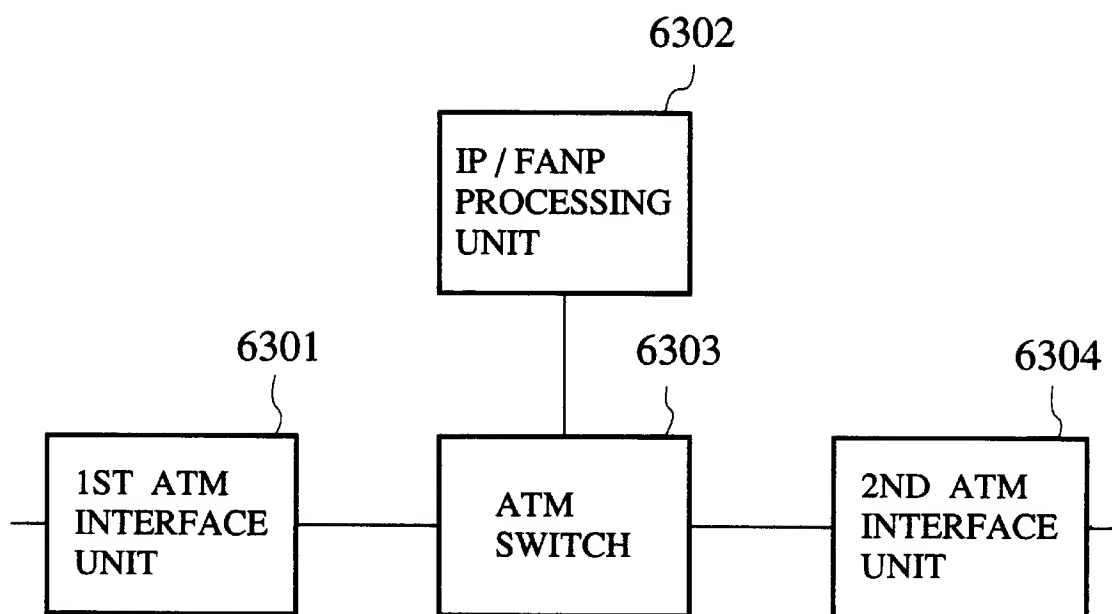 6302
IP / FANP
PROCESSING
UNIT
6301
6303
6304
1ST ATM
INTERFACE
UNIT
ATM
SWITCH
2ND ATM
INTERFACE
UNIT